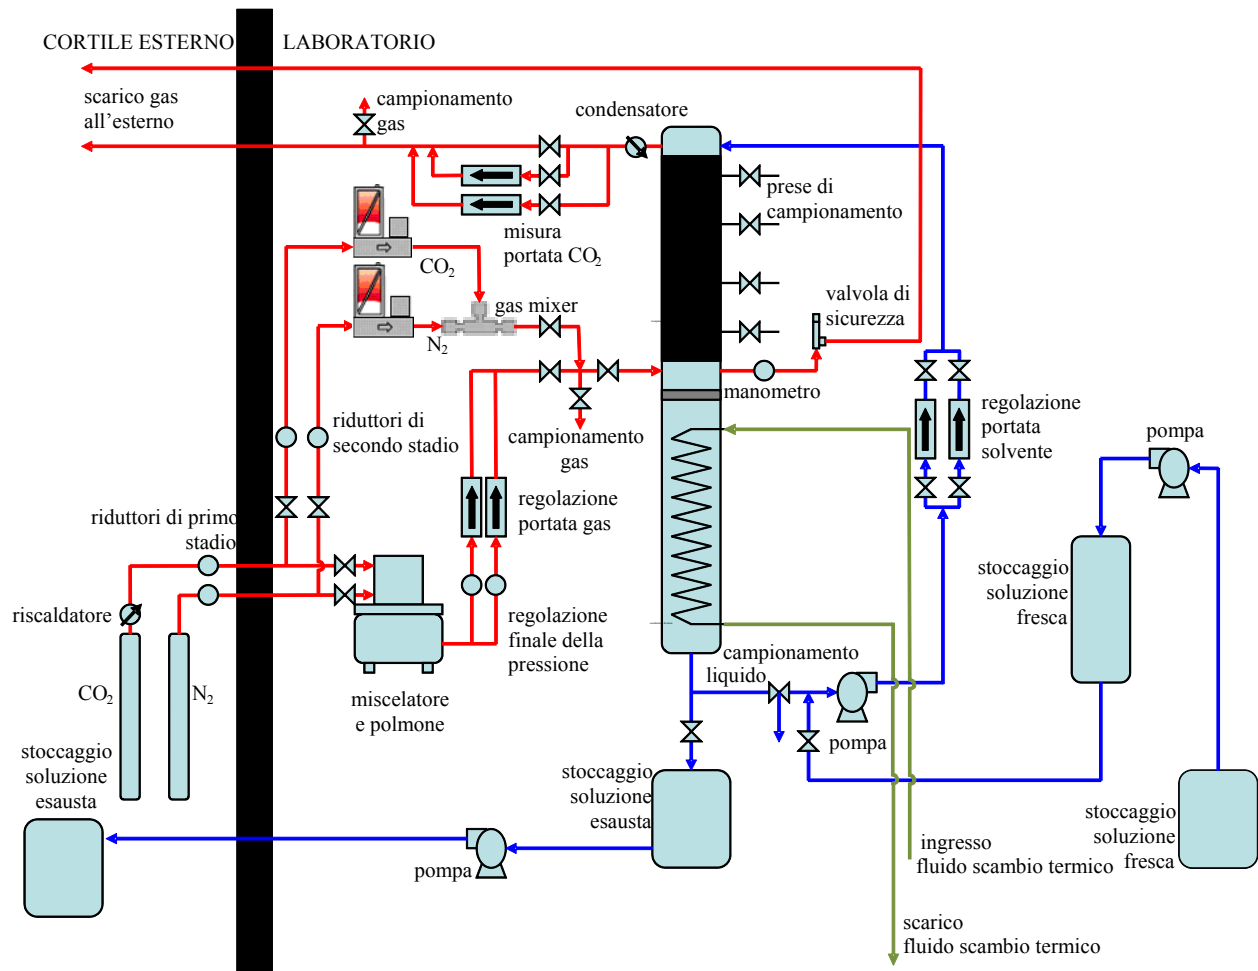 CORTILE ESTERNO
LABORATORIO
scarico gas
all'esterno
campionamento
gas
condensatore
prese di
campionamento
misura
portata CO2
CO2
gas mixer
N2
valvola di
sicurezza
manometro
riduttori di
secondo stadio
campionamento
gas
regolazione
portata
solvente
pompa
regolazione
portata gas
riduttori di primo
stadio
stoccaggio
soluzione
fresca
riscaldatore
regolazione
finale della
pressione
CO2
N2
miscelatore
e polmone
campionamento
liquido
pompa
stoccaggio
soluzione
esausta
stoccaggio
soluzione
esausta
stoccaggio
soluzione
fresca
ingresso
fluido scambio termico
pompa
scarico
fluido scambio termico